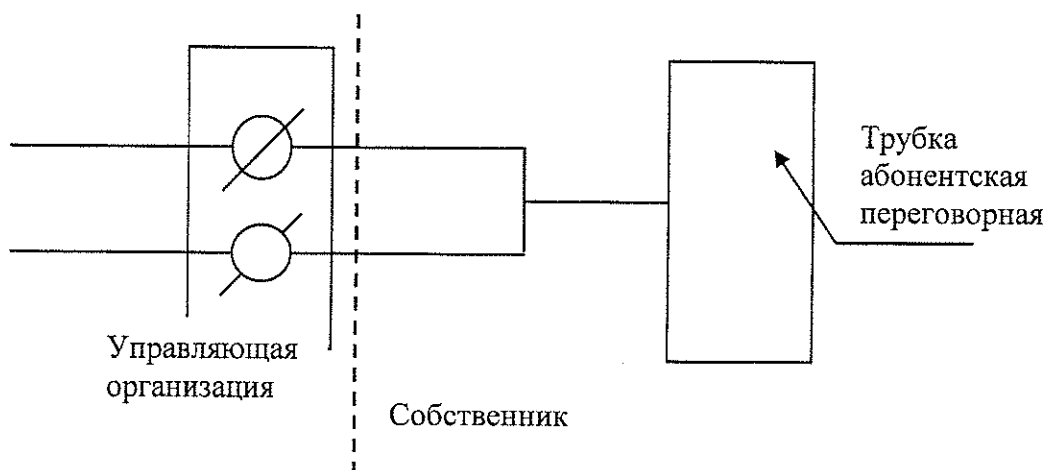 Трубка
абонентская
переговорная
Управляющая
организация
Собственник